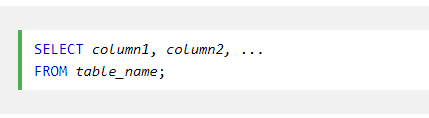 SELECT column1, column2, ...
FROM table_name;